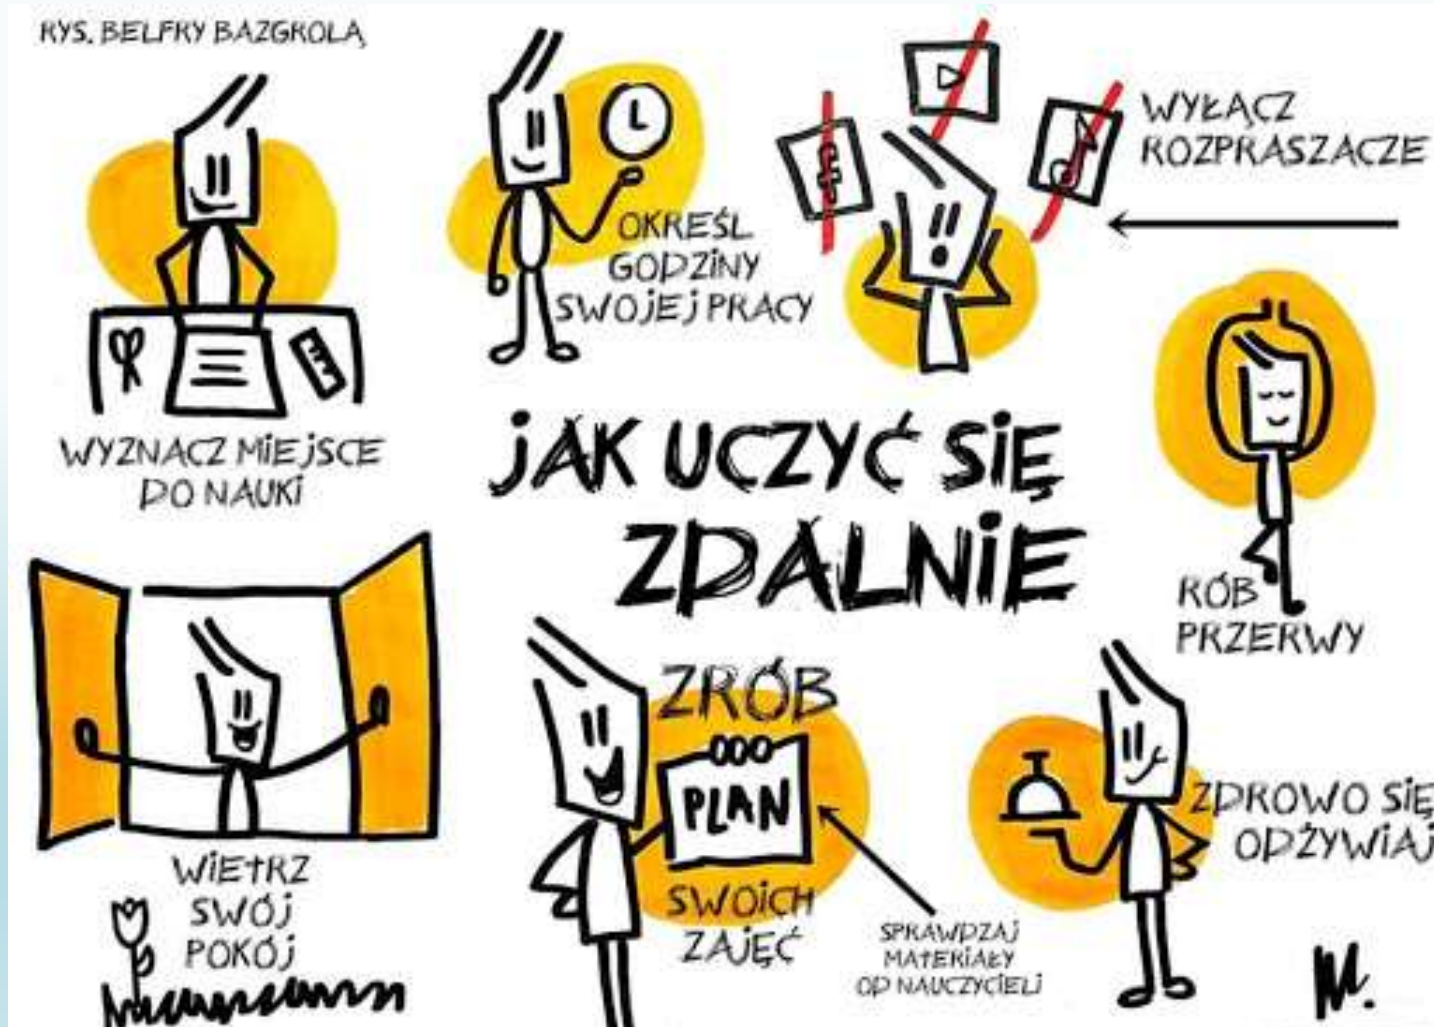 RYS. BELFRY BAZGROLĄ
WYZNACZ MIEJSCE
DO NAUKI
OKREŚL
GODZINY
SWOJEJ PRACY
WYŁĄCZ
ROZPRASZACZE
JAK UCZYĆ SIĘ
ZDALNIE
RÓB
PRZERWY
WIETRZ
SWÓJ
POKÓJ
ZRÓB
PLAN
SWOICH
ZAJĘĆ
SPRAWDZAJ
MATERIAŁY
OD NAUCZYCIELI
ZDROWO SIĘ
ODŻYWIAJ
M.